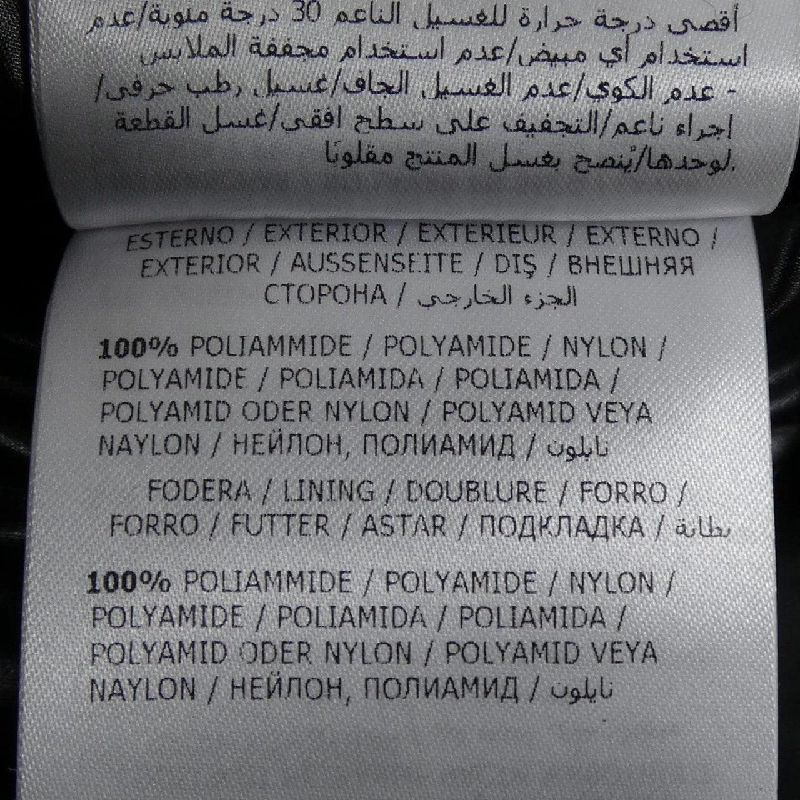 أقصى درجة حرارة للغسيل الناعم 30 درجة مئوية/عدم
استخدام أي مبيض/عدم استخدام مجففة الملابس
- عدم الكوي/عدم الغسيل الجاف/غسيل رطب حرفي/
إجراء ناعم/التجفيف على سطح افقي/غسل القطعة
لوحدها/يُنصح بغسل المنتج مقلوبًا.
ESTERNO / EXTERIOR / EXTERIEUR / EXTERNO /
EXTERIOR / AUSSENSEITE / DIŞ / ВНЕШНЯЯ
СТОРОНА / الجزء الخارجي
100% POLIAMMIDE / POLYAMIDE / NYLON /
POLYAMIDE / POLIAMIDA / POLIAMIDA /
POLYAMID ODER NYLON / POLYAMID VEYA
NAYLON / НЕЙЛОН, ПОЛИАМИД / نايلون
FODERA / LINING / DOUBLURE / FORRO /
FORRO / FUTTER / ASTAR / ПОДКЛАДКА / بطانة
100% POLIAMMIDE / POLYAMIDE / NYLON /
POLYAMIDE / POLIAMIDA / POLIAMIDA /
POLYAMID ODER NYLON / POLYAMID VEYA
NAYLON / НЕЙЛОН, ПОЛИАМИД / نايلون